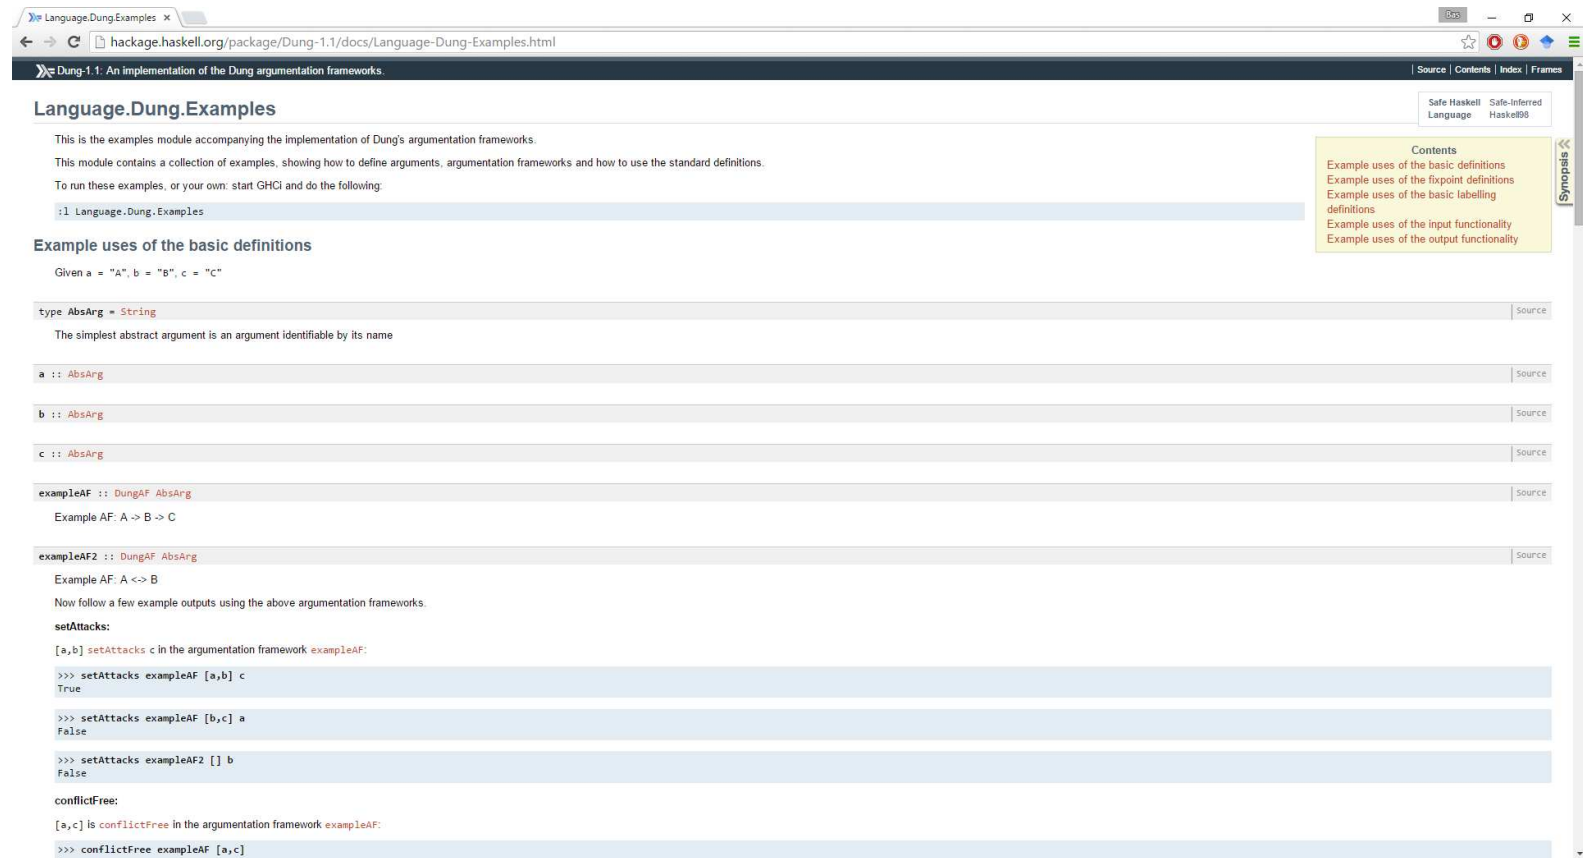 Language.Dung.Examples ×
Bas
hackage.haskell.org/package/Dung-1.1/docs/Language-Dung-Examples.html
Dung-1.1: An implementation of the Dung argumentation frameworks.
Source | Contents | Index | Frames
Language.Dung.Examples
Safe Haskell Safe-Inferred
Language Haskell98
This is the examples module accompanying the implementation of Dung's argumentation frameworks.
This module contains a collection of examples, showing how to define arguments, argumentation frameworks and how to use the standard definitions.
To run these examples, or your own: start GHCi and do the following:
:l Language.Dung.Examples
Contents
Example uses of the basic definitions
Example uses of the fixpoint definitions
Example uses of the basic labelling
definitions
Example uses of the input functionality
Example uses of the output functionality
Synopsis
Example uses of the basic definitions
Given a = "A", b = "B", c = "C"
type AbsArg = String
Source
The simplest abstract argument is an argument identifiable by its name
a :: AbsArg
Source
b :: AbsArg
Source
c :: AbsArg
Source
exampleAF :: DungAF AbsArg
Source
Example AF: A -> B -> C
exampleAF2 :: DungAF AbsArg
Source
Example AF: A <-> B
Now follow a few example outputs using the above argumentation frameworks.
setAttacks:
[a,b] setAttacks c in the argumentation framework exampleAF:
>>> setAttacks exampleAF [a,b] c
True
>>> setAttacks exampleAF [b,c] a
False
>>> setAttacks exampleAF2 [] b
False
conflictFree:
[a,c] is conflictFree in the argumentation framework exampleAF:
>>> conflictFree exampleAF [a,c]